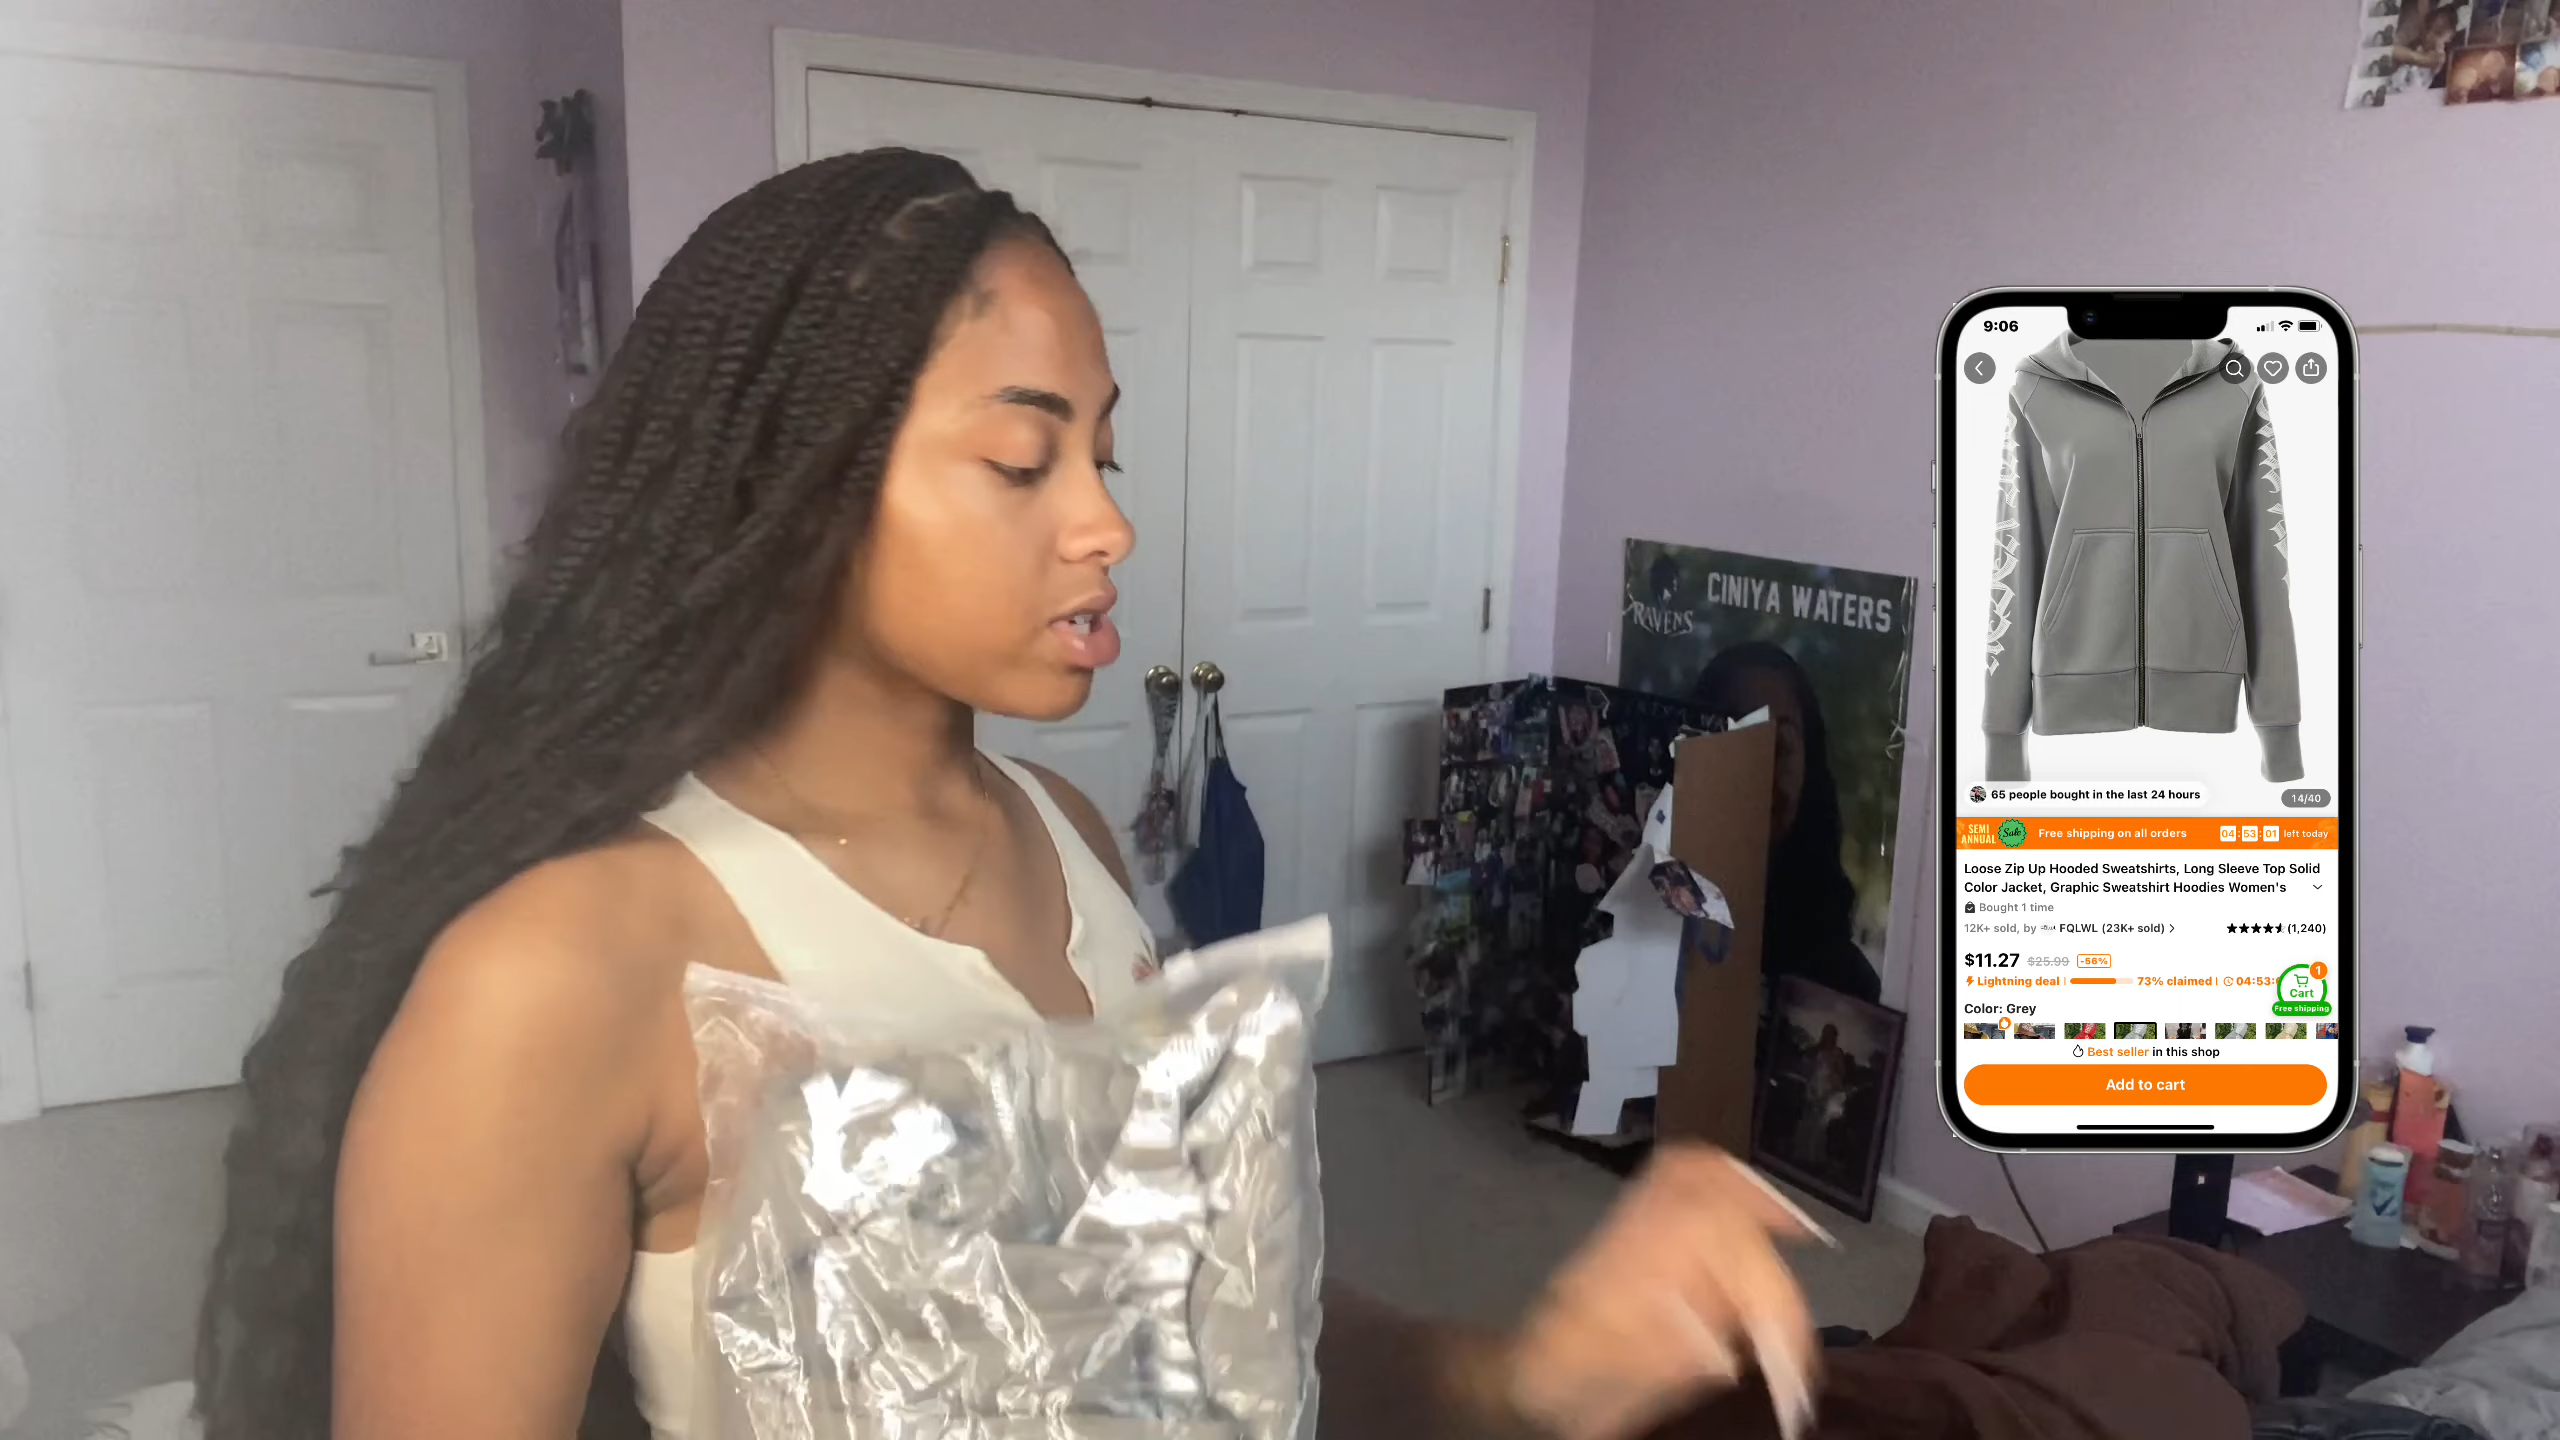 CINIYA WATERS
RAVENS
9:06
65 people bought in the last 24 hours
14/40
SEMI ANNUAL
Sale
Free shipping on all orders
04:53:01 left today
Loose Zip Up Hooded Sweatshirts, Long Sleeve Top Solid
Color Jacket, Graphic Sweatshirt Hoodies Women's
Bought 1 time
12K+ sold, by FQLWL (23K+ sold)
(1,240)
$11.27 $25.99 -56%
Lightning deal 73% claimed 04:53:
1
Cart
Free shipping
Color: Grey
Best seller in this shop
Add to cart